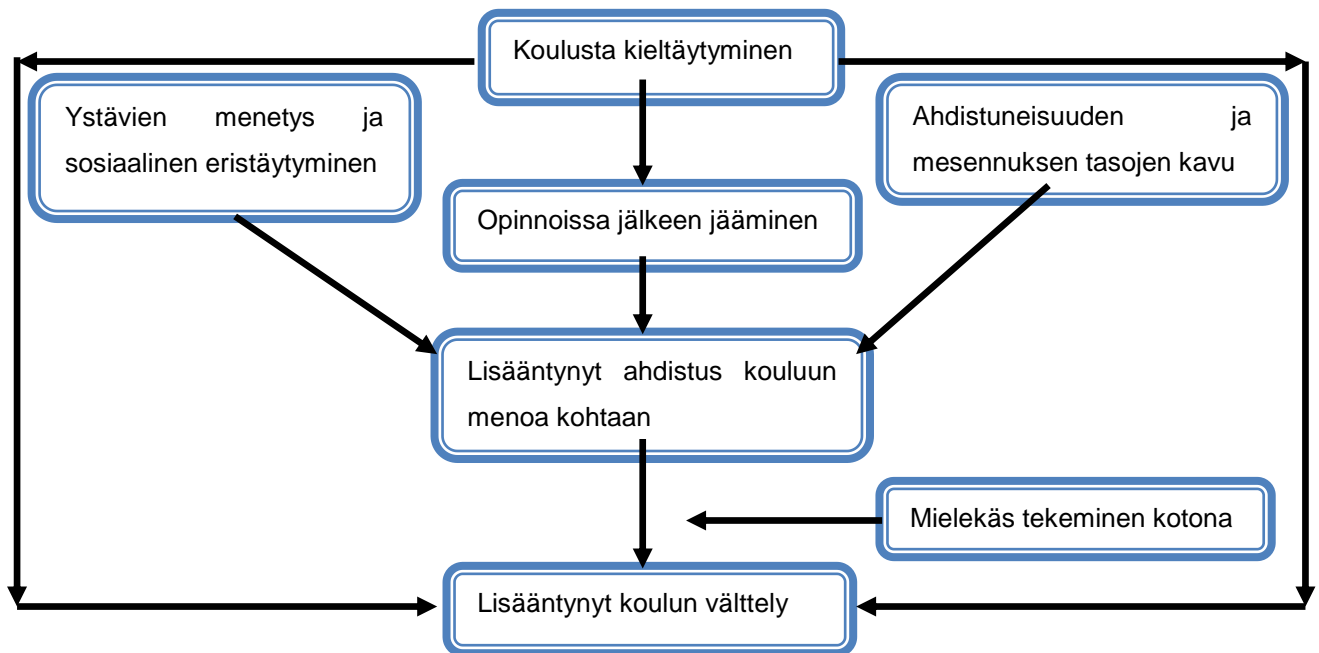 Koulusta kieltäytyminen
Ystävien menetys ja
sosiaalinen eristäytyminen
Ahdistuneisuuden ja
mesennuksen tasojen kavu
Opinnoissa jälkeen jääminen
Lisääntynyt ahdistus kouluun
menoa kohtaan
Mielekäs tekeminen kotona
Lisääntynyt koulun välttely